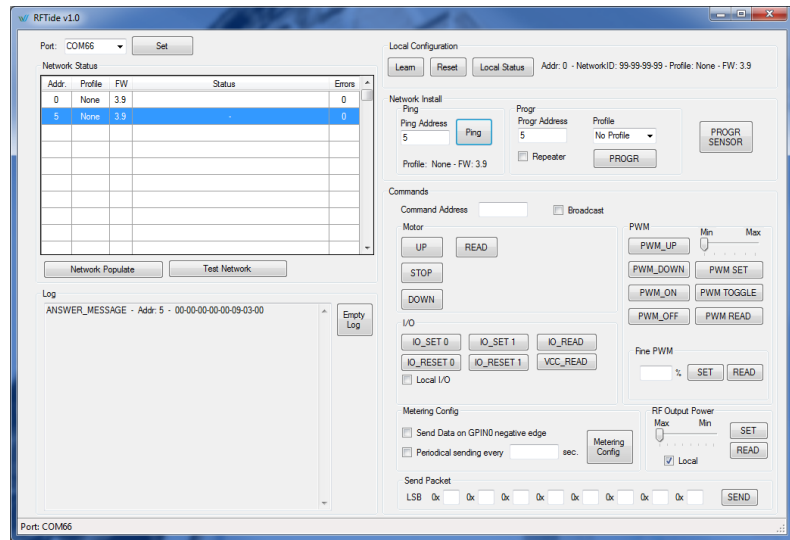 RFTide v1.0
Port: COM66 Set
Network Status
Addr. Profile FW Status Errors
0 None 3.9 0
5 None 3.9 - 0
Network Populate Test Network
Log
ANSWER_MESSAGE - Addr: 5 - 00-00-00-00-00-09-03-00
Empty Log
Local Configuration
Learn Reset Local Status Addr: 0 - NetworkID: 99-99-99-99 - Profile: None - FW: 3.9
Network Install
Ping
Ping Address
5
Ping
Profile: None - FW: 3.9
Progr
Progr Address Profile
5 No Profile
Repeater PROGR
PROGR SENSOR
Commands
Command Address Broadcast
Motor
UP READ
STOP
DOWN
I/O
IO_SET 0 IO_SET 1 IO_READ
IO_RESET 0 IO_RESET 1 VCC_READ
Local I/O
PWM
Min Max
PWM_UP
PWM_DOWN PWM SET
PWM_ON PWM TOGGLE
PWM_OFF PWM READ
Fine PWM
% SET READ
Metering Config
Send Data on GPIN0 negative edge
Periodical sending every sec.
Metering Config
RF Output Power
Max Min
SET
READ
Local
Send Packet
LSB 0x 0x 0x 0x 0x 0x 0x 0x SEND
Port: COM66